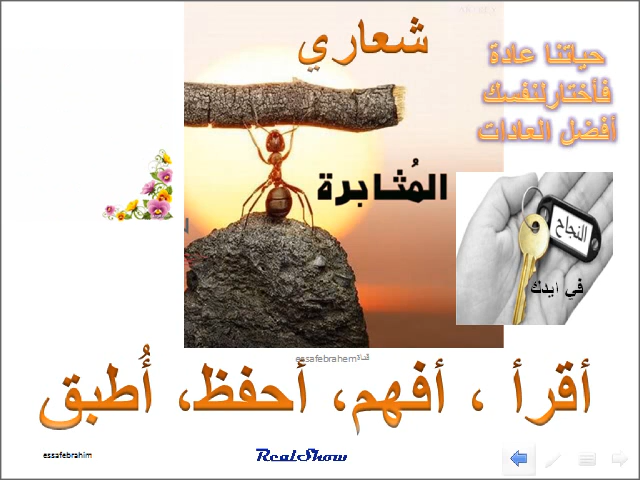 شعاري
حياتنا عادة
فأختارلنفسك
أفضل العادات
المُثابرة
النجاح
في ايدك
قناة essafebrahem
أقرأ ، أفهم، أحفظ، أُطبق
essafebrahim
RealShow